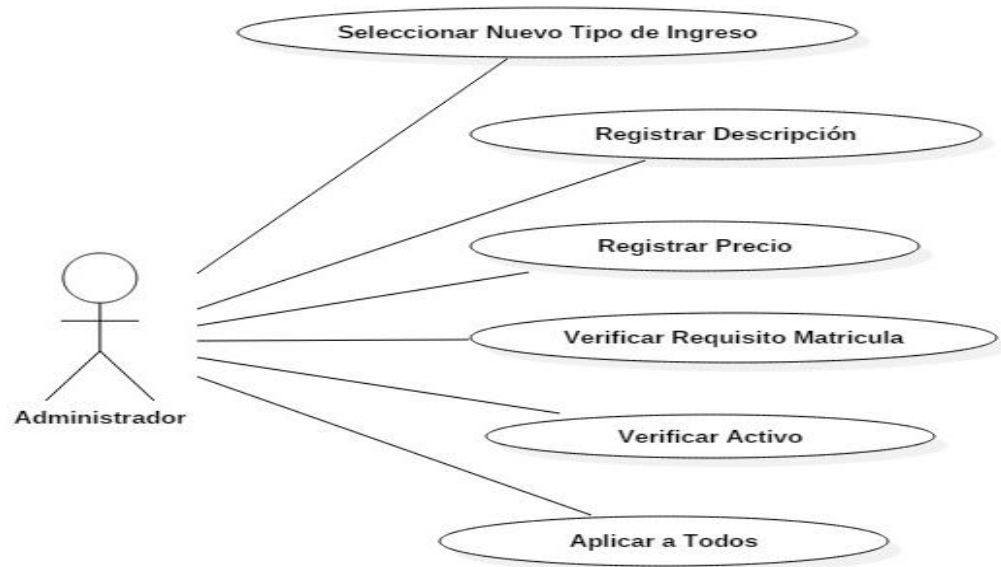 Seleccionar Nuevo Tipo de Ingreso
Registrar Descripción
Registrar Precio
Verificar Requisito Matricula
Administrador
Verificar Activo
Aplicar a Todos